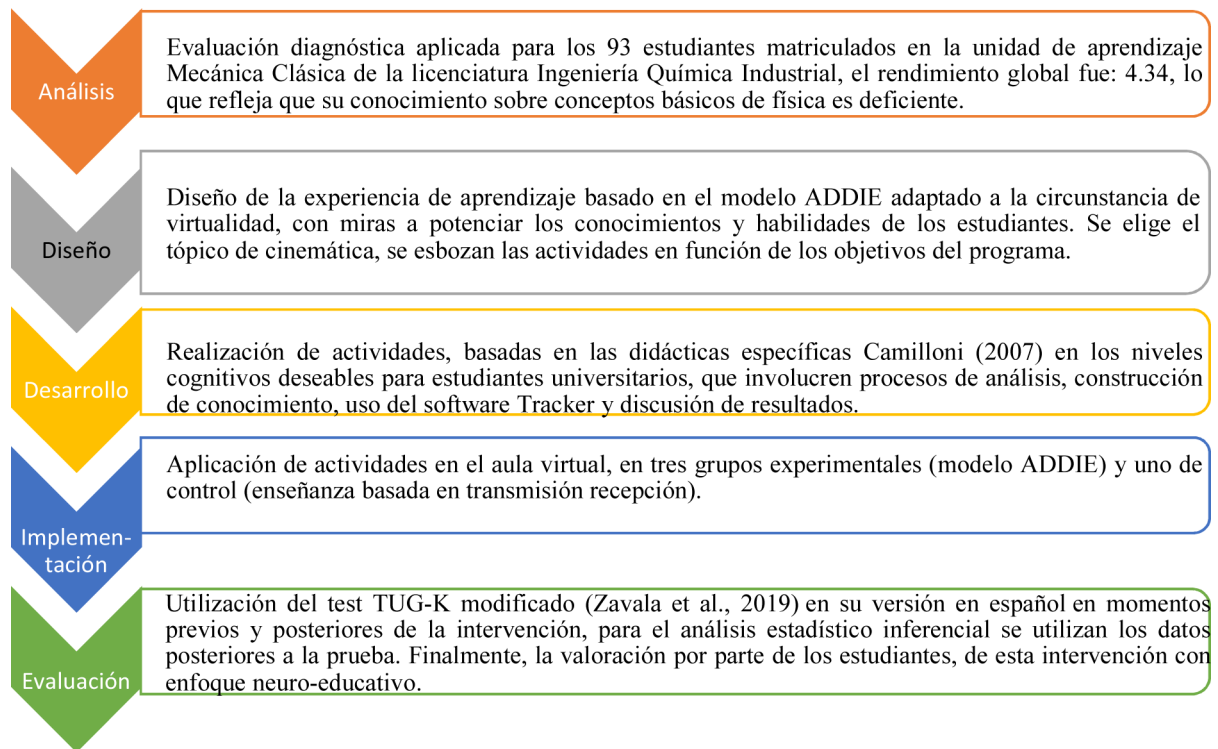 Análisis
Evaluación diagnóstica aplicada para los 93 estudiantes matriculados en la unidad de aprendizaje
Mecánica Clásica de la licenciatura Ingeniería Química Industrial, el rendimiento global fue: 4.34, lo
que refleja que su conocimiento sobre conceptos básicos de física es deficiente.
Diseño
Diseño de la experiencia de aprendizaje basado en el modelo ADDIE adaptado a la circunstancia de
virtualidad, con miras a potenciar los conocimientos y habilidades de los estudiantes. Se elige el
tópico de cinemática, se esbozan las actividades en función de los objetivos del programa.
Desarrollo
Realización de actividades, basadas en las didácticas específicas Camilloni (2007) en los niveles
cognitivos deseables para estudiantes universitarios, que involucren procesos de análisis, construcción
de conocimiento, uso del software Tracker y discusión de resultados.
Implemen-
tación
Aplicación de actividades en el aula virtual, en tres grupos experimentales (modelo ADDIE) y uno de
control (enseñanza basada en transmisión recepción).
Evaluación
Utilización del test TUG-K modificado (Zavala et al., 2019) en su versión en español en momentos
previos y posteriores de la intervención, para el análisis estadístico inferencial se utilizan los datos
posteriores a la prueba. Finalmente, la valoración por parte de los estudiantes, de esta intervención con
enfoque neuro-educativo.